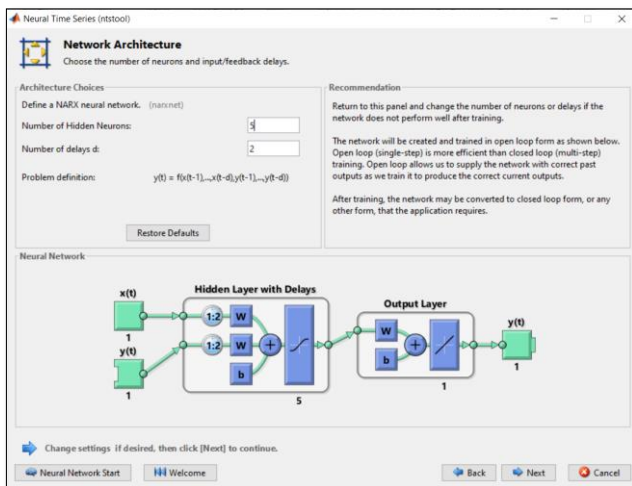 Neural Time Series (ntstool)
Network Architecture
Choose the number of neurons and input/feedback delays.
Architecture Choices
Define a NARX neural network. (narxnet)
Number of Hidden Neurons: 5
Number of delays d: 2
Problem definition: y(t) = f(x(t-1),...,x(t-d),y(t-1),...,y(t-d))
Restore Defaults
Recommendation
Return to this panel and change the number of neurons or delays if the
network does not perform well after training.
The network will be created and trained in open loop form as shown below.
Open loop (single-step) is more efficient than closed loop (multi-step)
training. Open loop allows us to supply the network with correct past
outputs as we train it to produce the correct current outputs.
After training, the network may be converted to closed loop form, or any
other form, that the application requires.
Neural Network
Hidden Layer with Delays
Output Layer
x(t)
1
y(t)
1
1:2 W
1:2 W
b
+
5
W
b
+
1
y(t)
1
Change settings if desired, then click [Next] to continue.
Neural Network Start
Welcome
Back
Next
Cancel